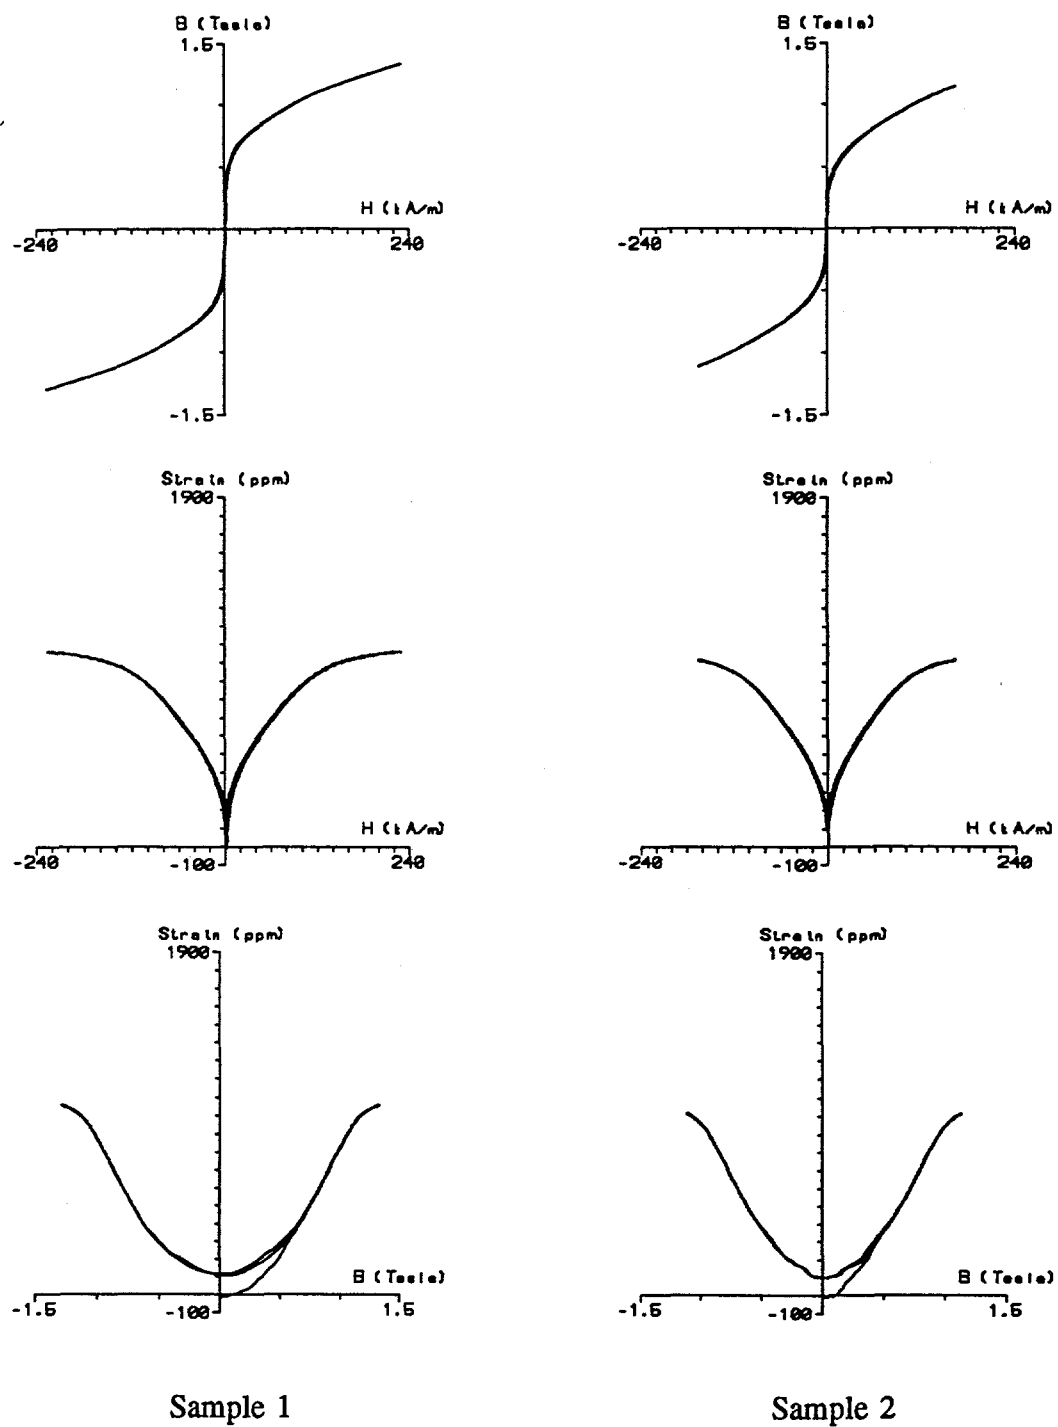 B (Tesla)
1.5
H (kA/m)
-240
240
-1.5
B (Tesla)
1.5
H (kA/m)
-240
240
-1.5
Strain (ppm)
1900
H (kA/m)
-240
-100
240
Strain (ppm)
1900
H (kA/m)
-240
-100
240
Strain (ppm)
1900
B (Tesla)
-1.5
-100
1.5
Strain (ppm)
1900
B (Tesla)
-1.5
-100
1.5
Sample 1
Sample 2